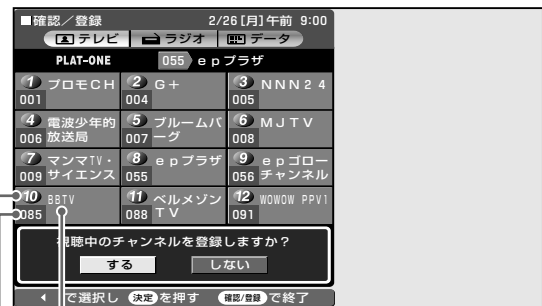 ■確認／登録 2/26[月]午前 9:00
テレビ ラジオ データ
PLAT-ONE 055 epプラザ
1 プロモCH 001
2 G+ 004
3 NNN24 005
4 電波少年的放送局 006
5 ブルームバーグ 007
6 MJTV 008
7 マンマTV・サイエンス 009
8 epプラザ 055
9 epゴローチャンネル 056
10 BBTV 085
11 ベルメゾンTV 088
12 WOWOW PPV1 091
視聴中のチャンネルを登録しますか？
する しない
で選択し 決定 を押す 確認/登録 で終了